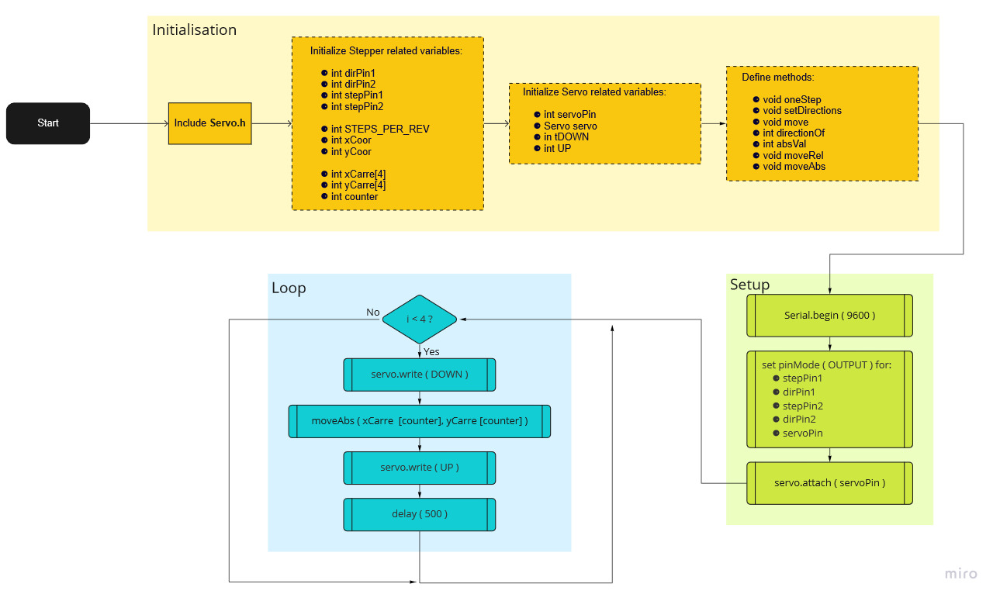 Initialisation
Start
Include Servo.h
Initialize Stepper related variables:
int dirPin1
int dirPin2
int stepPin1
int stepPin2
int STEPS_PER_REV
int xCoor
int yCoor
int xCarre[4]
int yCarre[4]
int counter
Initialize Servo related variables:
int servoPin
Servo servo
in tDOWN
int UP
Define methods:
void oneStep
void setDirections
void move
int directionOf
int absVal
void moveRel
void moveAbs
Loop
No
i < 4 ?
Yes
servo.write ( DOWN )
moveAbs ( xCarre [counter], yCarre [counter] )
servo.write ( UP )
delay ( 500 )
Setup
Serial.begin ( 9600 )
set pinMode ( OUTPUT ) for:
stepPin1
dirPin1
stepPin2
dirPin2
servoPin
servo.attach ( servoPin )
miro